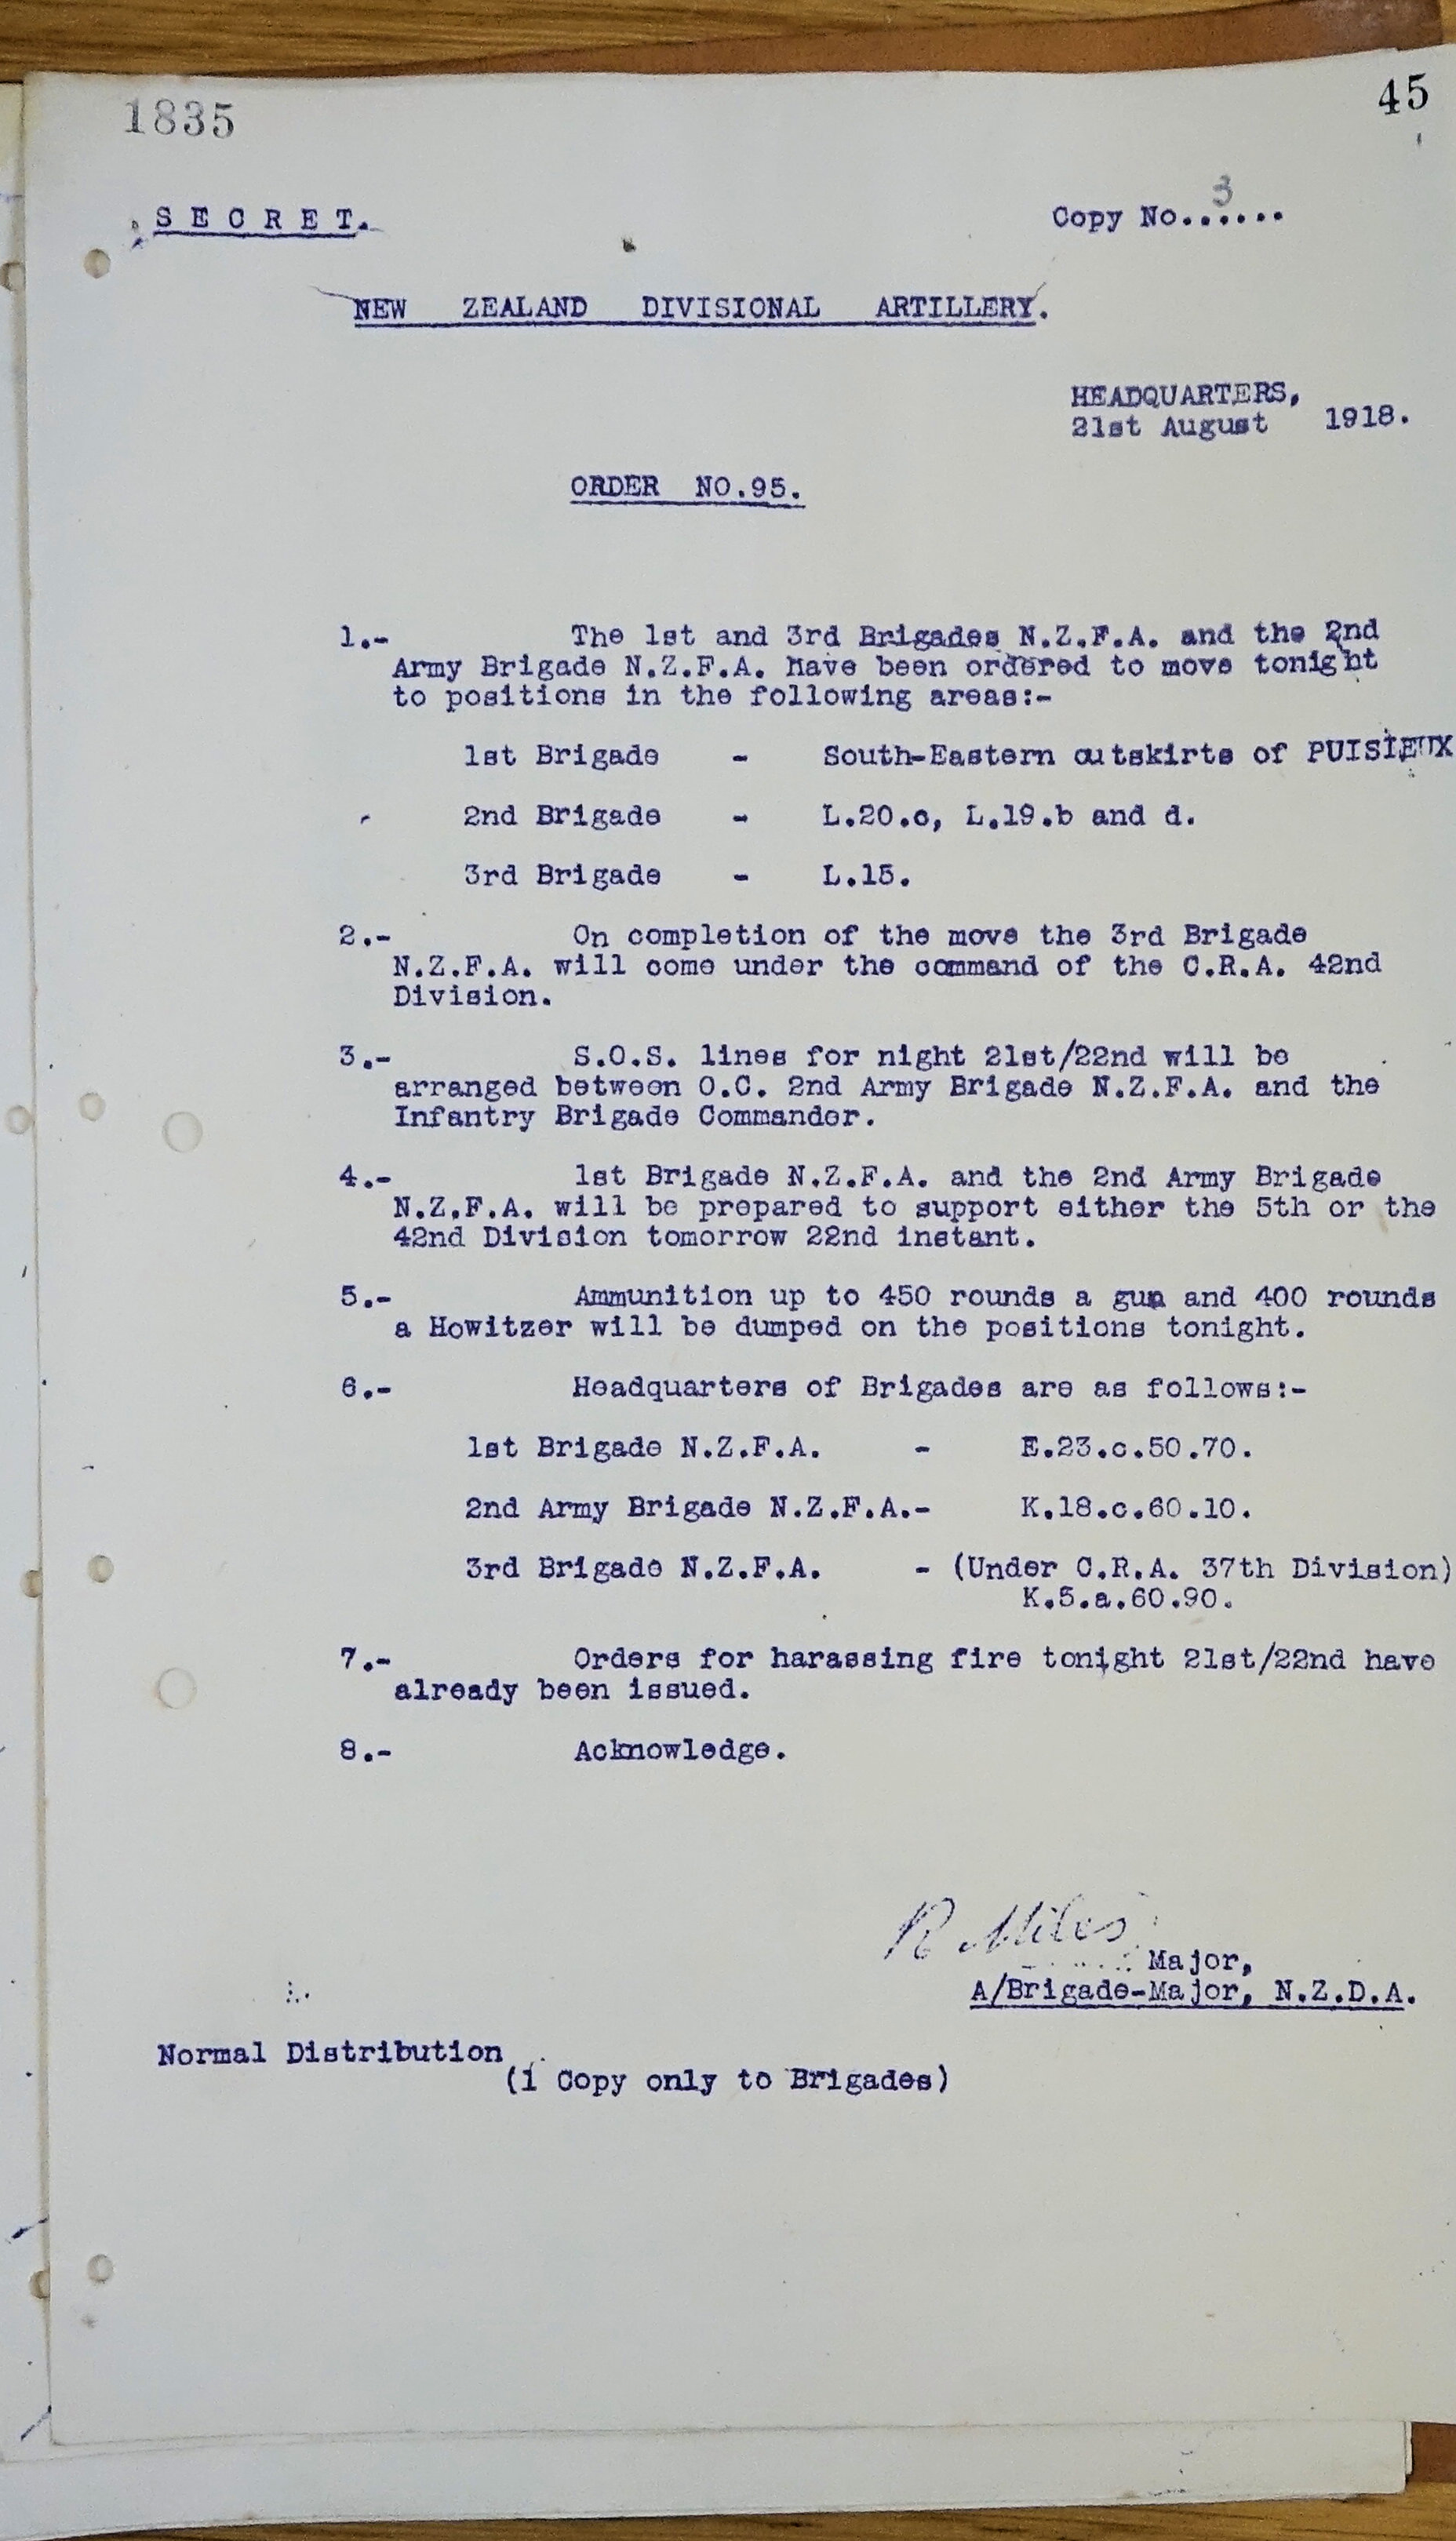 1835
45
SECRET.
Copy No.3.....
NEW ZEALAND DIVISIONAL ARTILLERY.
HEADQUARTERS,
21st August 1918.
ORDER NO.95.
1.- The 1st and 3rd Brigades N.Z.F.A. and the 2nd
Army Brigade N.Z.F.A. have been ordered to move tonight
to positions in the following areas:-
1st Brigade - South-Eastern outskirts of PUISIEUX
2nd Brigade - L.20.c, L.19.b and d.
3rd Brigade - L.15.
2.- On completion of the move the 3rd Brigade
N.Z.F.A. will come under the command of the C.R.A. 42nd
Division.
3.- S.O.S. lines for night 21st/22nd will be
arranged between O.C. 2nd Army Brigade N.Z.F.A. and the
Infantry Brigade Commander.
4.- 1st Brigade N.Z.F.A. and the 2nd Army Brigade
N.Z.F.A. will be prepared to support either the 5th or the
42nd Division tomorrow 22nd instant.
5.- Ammunition up to 450 rounds a gun and 400 rounds
a Howitzer will be dumped on the positions tonight.
6.- Headquarters of Brigades are as follows:-
1st Brigade N.Z.F.A. - E.23.c.50.70.
2nd Army Brigade N.Z.F.A.- K.18.c.60.10.
3rd Brigade N.Z.F.A. - (Under C.R.A. 37th Division)
K.5.a.60.90.
7.- Orders for harassing fire tonight 21st/22nd have
already been issued.
8.- Acknowledge.
R Miles
Major,
A/Brigade-Major, N.Z.D.A.
Normal Distribution
(1 Copy only to Brigades)